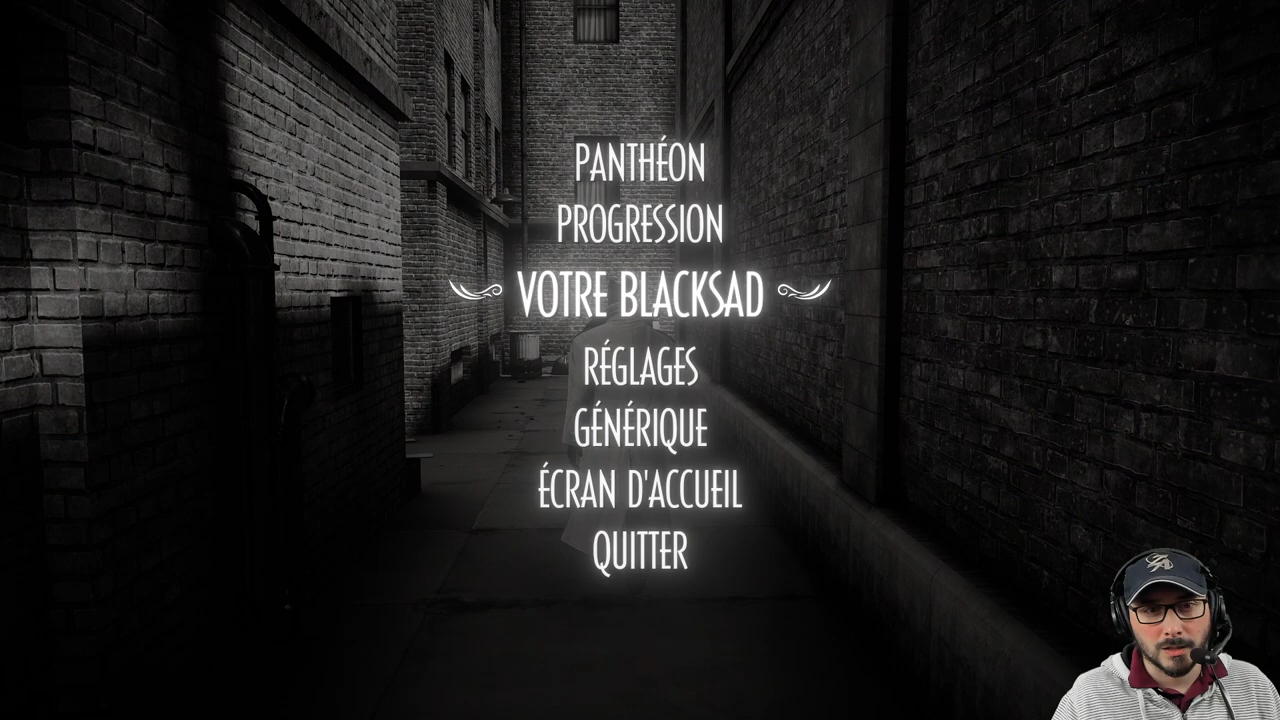 PANTHÉON
PROGRESSION
VOTRE BLACKSAD
RÉGLAGES
GÉNÉRIQUE
ÉCRAN D'ACCUEIL
QUITTER